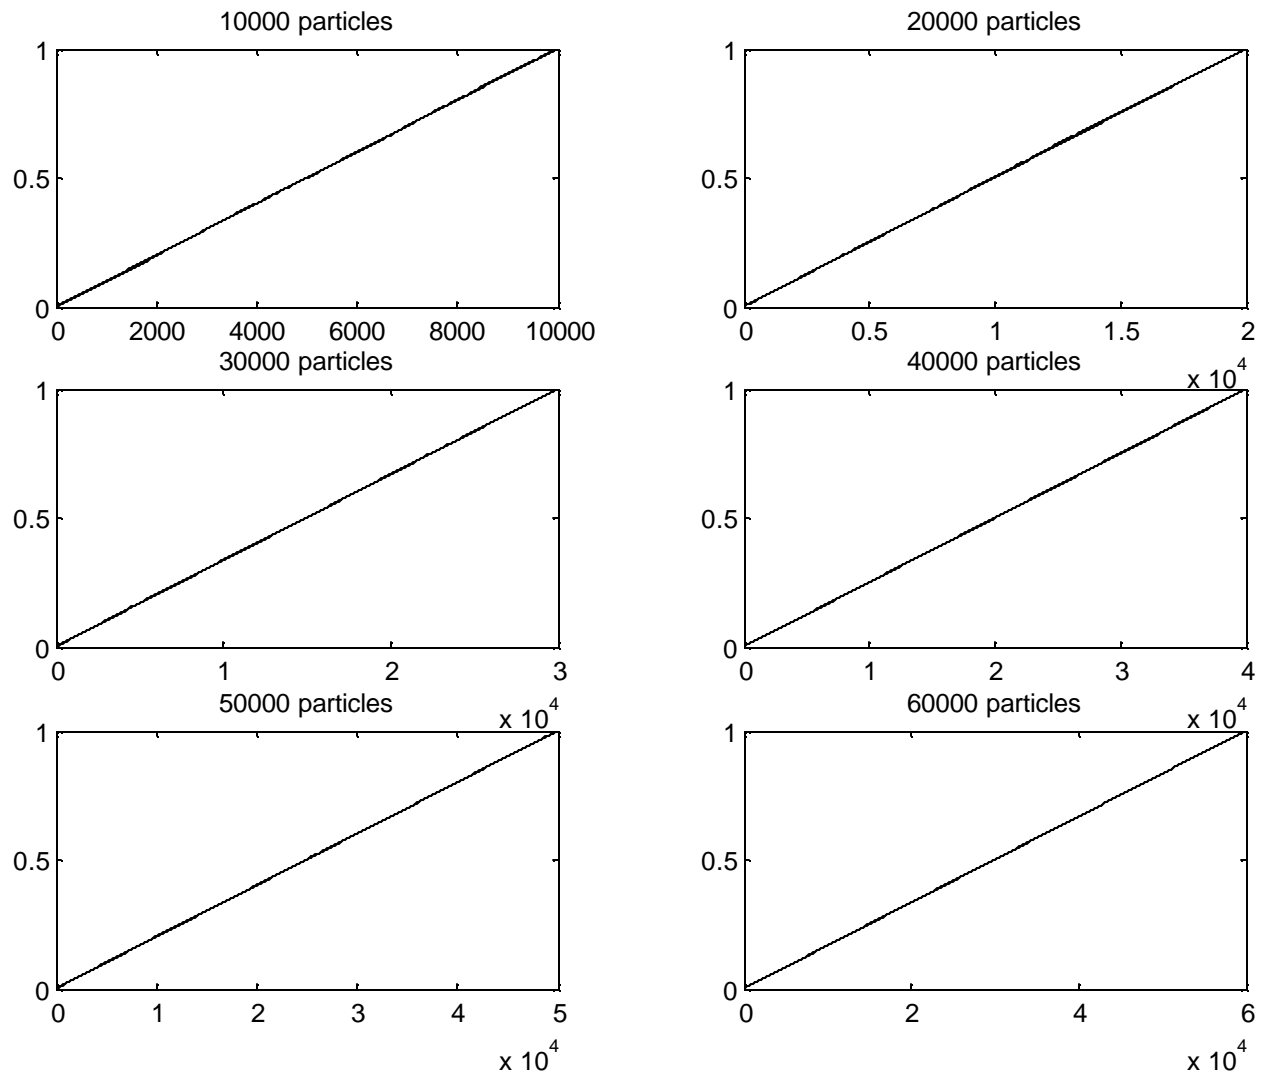 10000 particles
20000 particles
1
0.5
0
0 2000 4000 6000 8000 10000
1
0.5
0
0 0.5 1 1.5 2
x 10^4
30000 particles
40000 particles
1
0.5
0
0 1 2 3
x 10^4
1
0.5
0
0 1 2 3 4
x 10^4
50000 particles
60000 particles
1
0.5
0
0 1 2 3 4 5
x 10^4
1
0.5
0
0 2 4 6
x 10^4